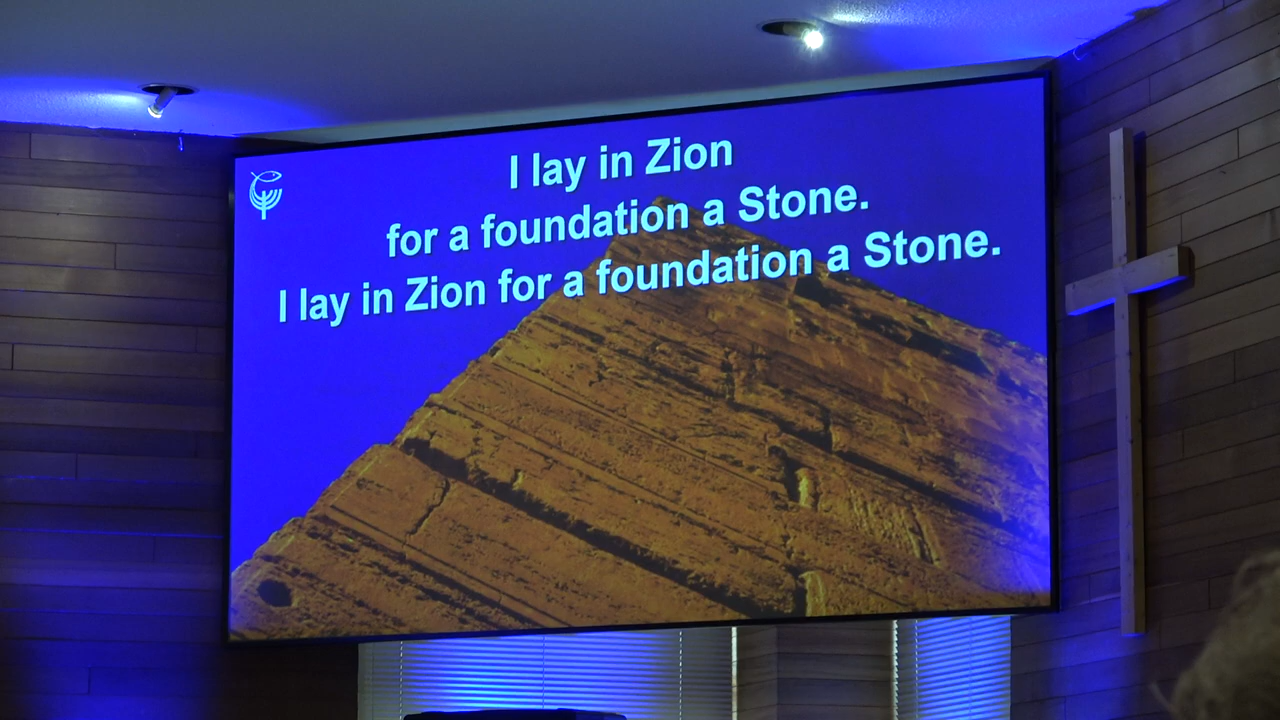 I lay in Zion
for a foundation a Stone.
I lay in Zion for a foundation a Stone.